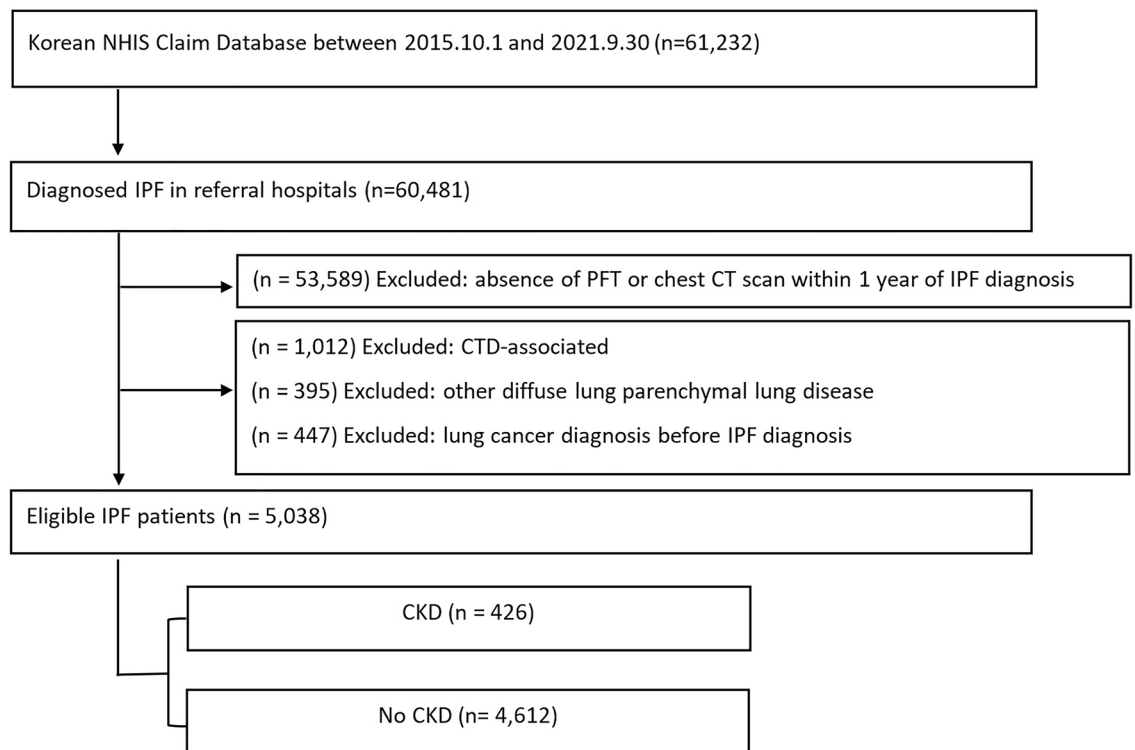 Korean NHIS Claim Database between 2015.10.1 and 2021.9.30 (n=61,232)
Diagnosed IPF in referral hospitals (n=60,481)
(n = 53,589) Excluded: absence of PFT or chest CT scan within 1 year of IPF diagnosis
(n = 1,012) Excluded: CTD-associated
(n = 395) Excluded: other diffuse lung parenchymal lung disease
(n = 447) Excluded: lung cancer diagnosis before IPF diagnosis
Eligible IPF patients (n = 5,038)
CKD (n = 426)
No CKD (n= 4,612)